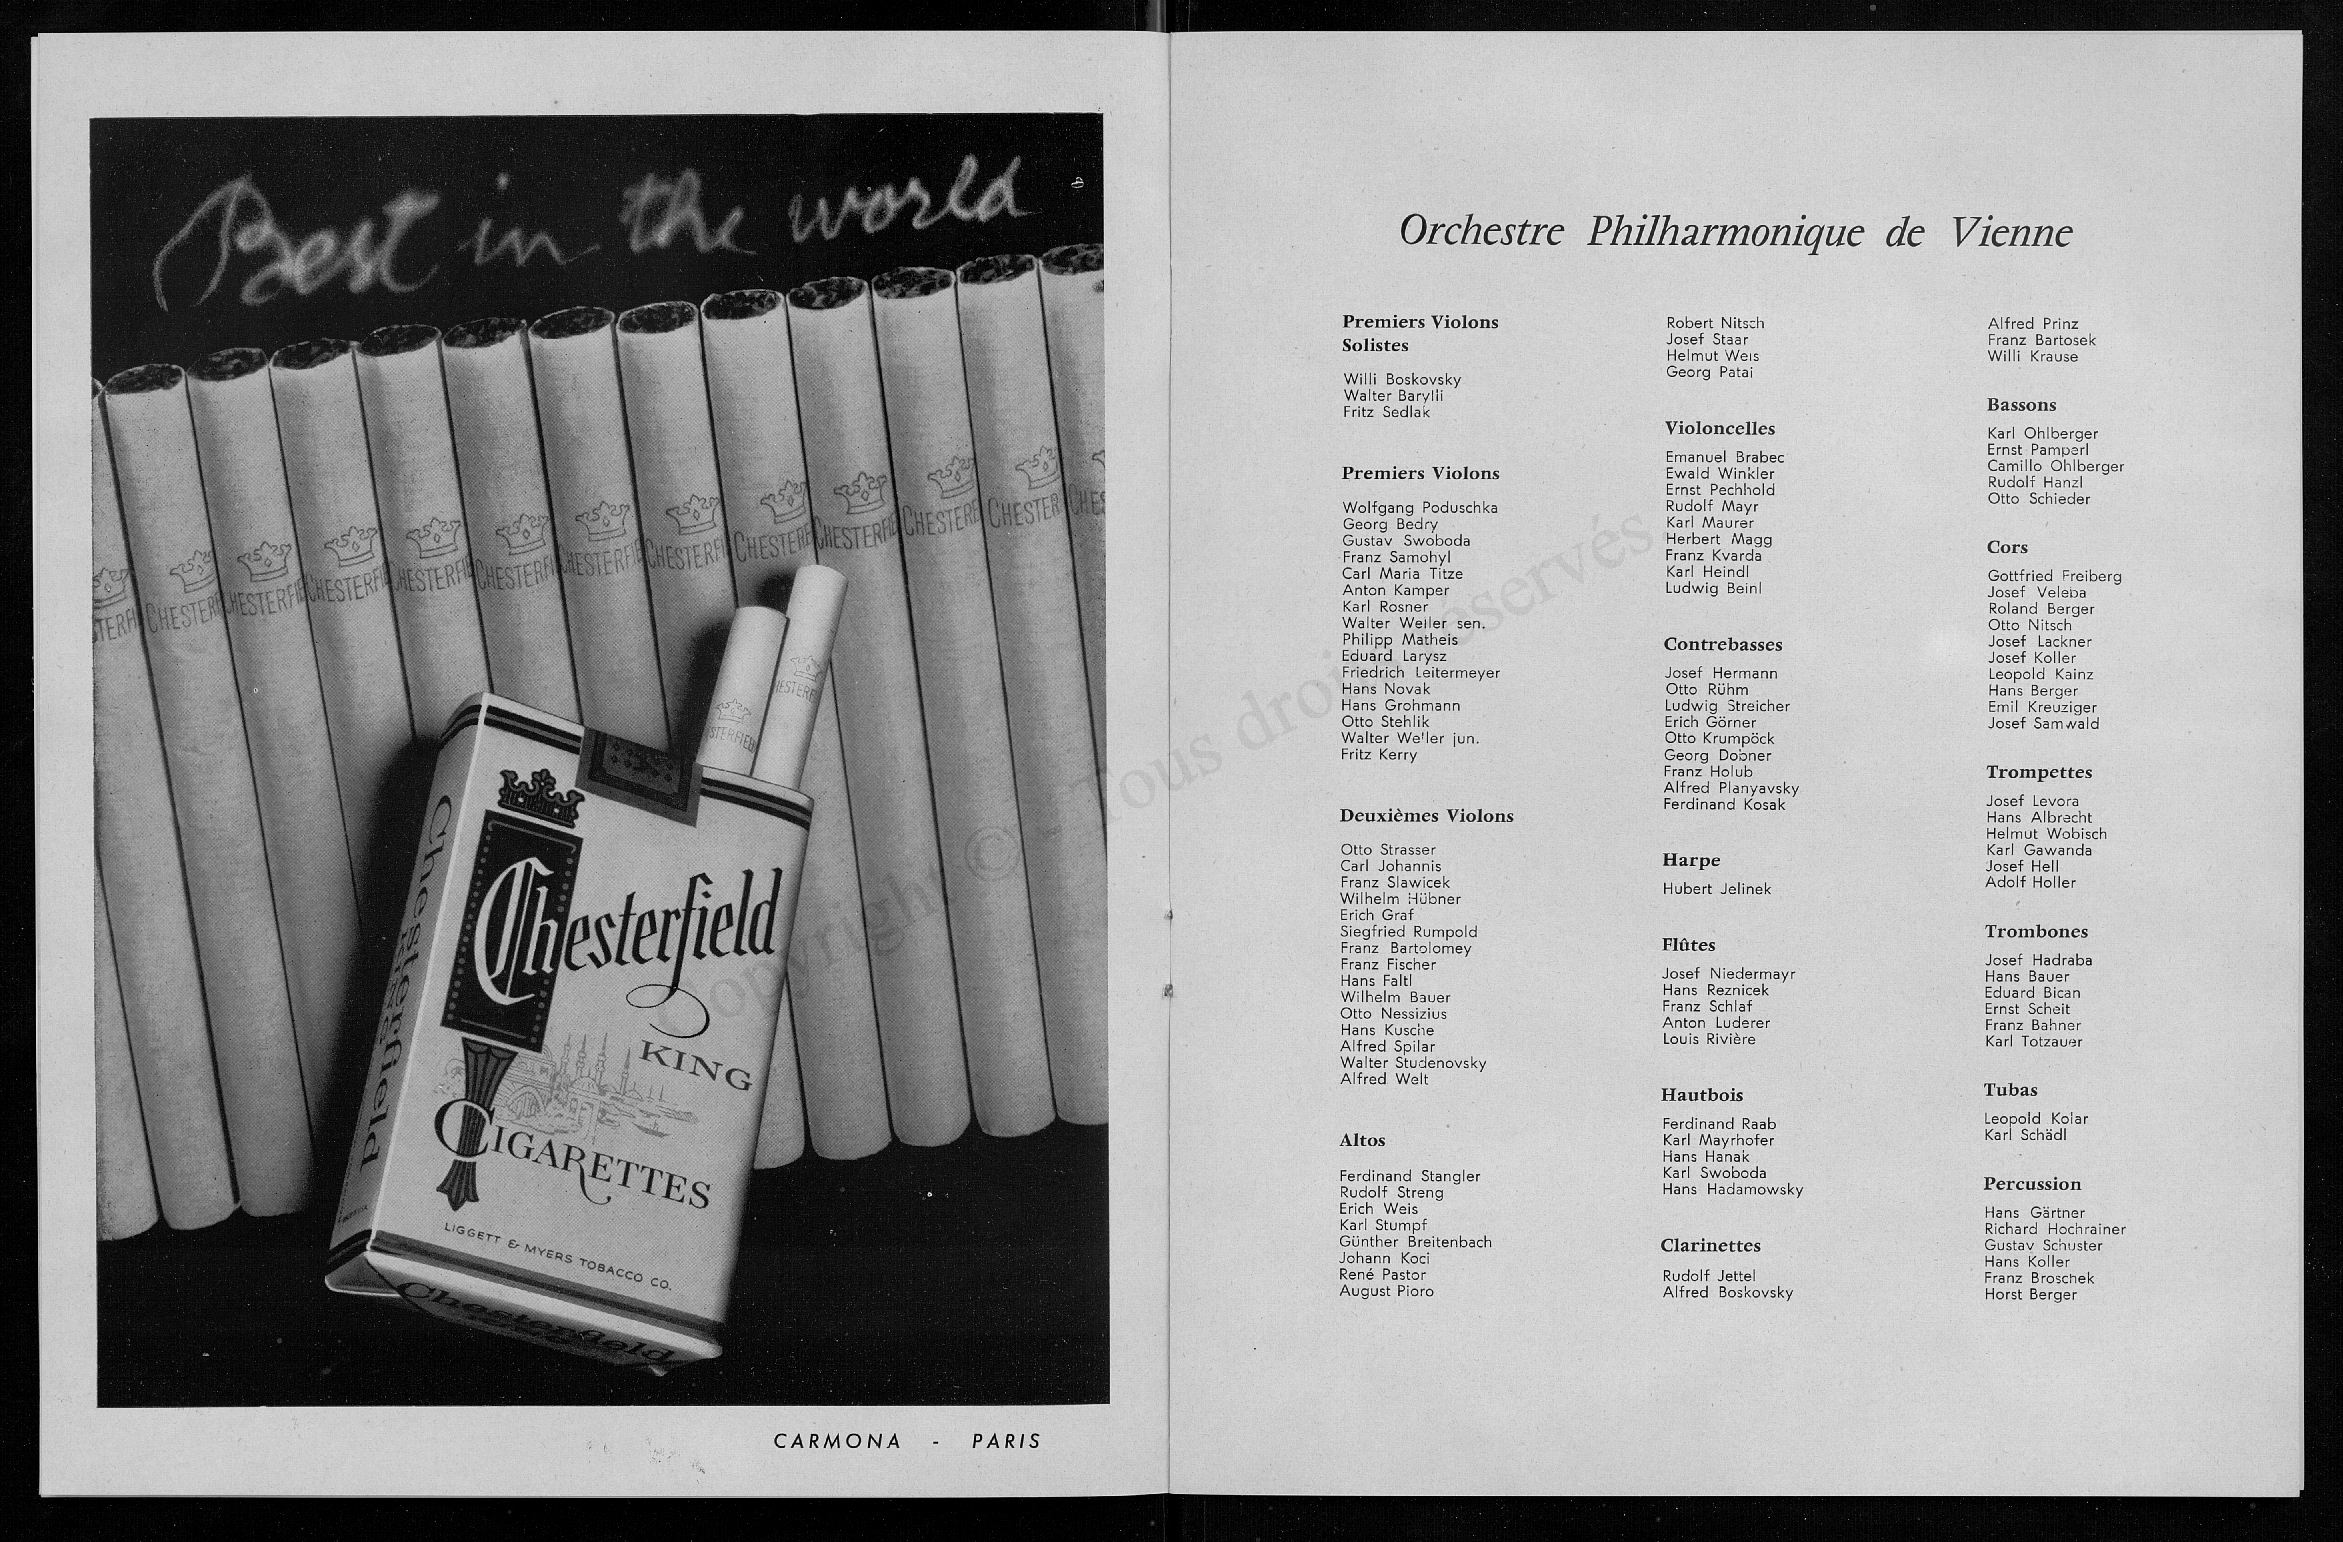 Best in the world
CHESTERFIELD
Chesterfield
KING
CIGARETTES
LIGGETT & MYERS TOBACCO CO.
Chesterfield
Chesterfield
CARMONA - PARIS
Copyright © - Tous droits réservés.
Orchestre Philharmonique de Vienne
Premiers Violons
Solistes
Willi Boskovsky
Walter Barylli
Fritz Sedlak
Premiers Violons
Wolfgang Poduschka
Georg Bedry
Gustav Swoboda
Franz Samohyl
Carl Maria Titze
Anton Kamper
Karl Rosner
Walter Weller sen.
Philipp Matheis
Eduard Larysz
Friedrich Leitermeyer
Hans Novak
Hans Grohmann
Otto Stehlik
Walter Weller jun.
Fritz Kerry
Deuxièmes Violons
Otto Strasser
Carl Johannis
Franz Slawicek
Wilhelm Hübner
Erich Graf
Siegfried Rumpold
Franz Bartolomey
Franz Fischer
Hans Faltl
Wilhelm Bauer
Otto Nessizius
Hans Kusche
Alfred Spilar
Walter Studenovsky
Alfred Welt
Altos
Ferdinand Stangler
Rudolf Streng
Erich Weis
Karl Stumpf
Günther Breitenbach
Johann Koci
René Pastor
August Pioro
Robert Nitsch
Josef Staar
Helmut Weis
Georg Patai
Violoncelles
Emanuel Brabec
Ewald Winkler
Ernst Pechhold
Rudolf Mayr
Karl Maurer
Herbert Magg
Franz Kvarda
Karl Heindl
Ludwig Beinl
Contrebasses
Josef Hermann
Otto Rühm
Ludwig Streicher
Erich Görner
Otto Krumpöck
Georg Dobner
Franz Holub
Alfred Planyavsky
Ferdinand Kosak
Harpe
Hubert Jelinek
Flûtes
Josef Niedermayr
Hans Reznicek
Franz Schlaf
Anton Luderer
Louis Rivière
Hautbois
Ferdinand Raab
Karl Mayrhofer
Hans Hanak
Karl Swoboda
Hans Hadamowsky
Clarinettes
Rudolf Jettel
Alfred Boskovsky
Alfred Prinz
Franz Bartosek
Willi Krause
Bassons
Karl Ohlberger
Ernst Pamperl
Camillo Ohlberger
Rudolf Hanzl
Otto Schieder
Cors
Gottfried Freiberg
Josef Veleba
Roland Berger
Otto Nitsch
Josef Lackner
Josef Koller
Leopold Kainz
Hans Berger
Emil Kreuziger
Josef Samwald
Trompettes
Josef Levora
Hans Albrecht
Helmut Wobisch
Karl Gawanda
Josef Hell
Adolf Holler
Trombones
Josef Hadraba
Hans Bauer
Eduard Bican
Ernst Scheit
Franz Bahner
Karl Totzauer
Tubas
Leopold Kolar
Karl Schädl
Percussion
Hans Gärtner
Richard Hochrainer
Gustav Schuster
Hans Koller
Franz Broschek
Horst Berger